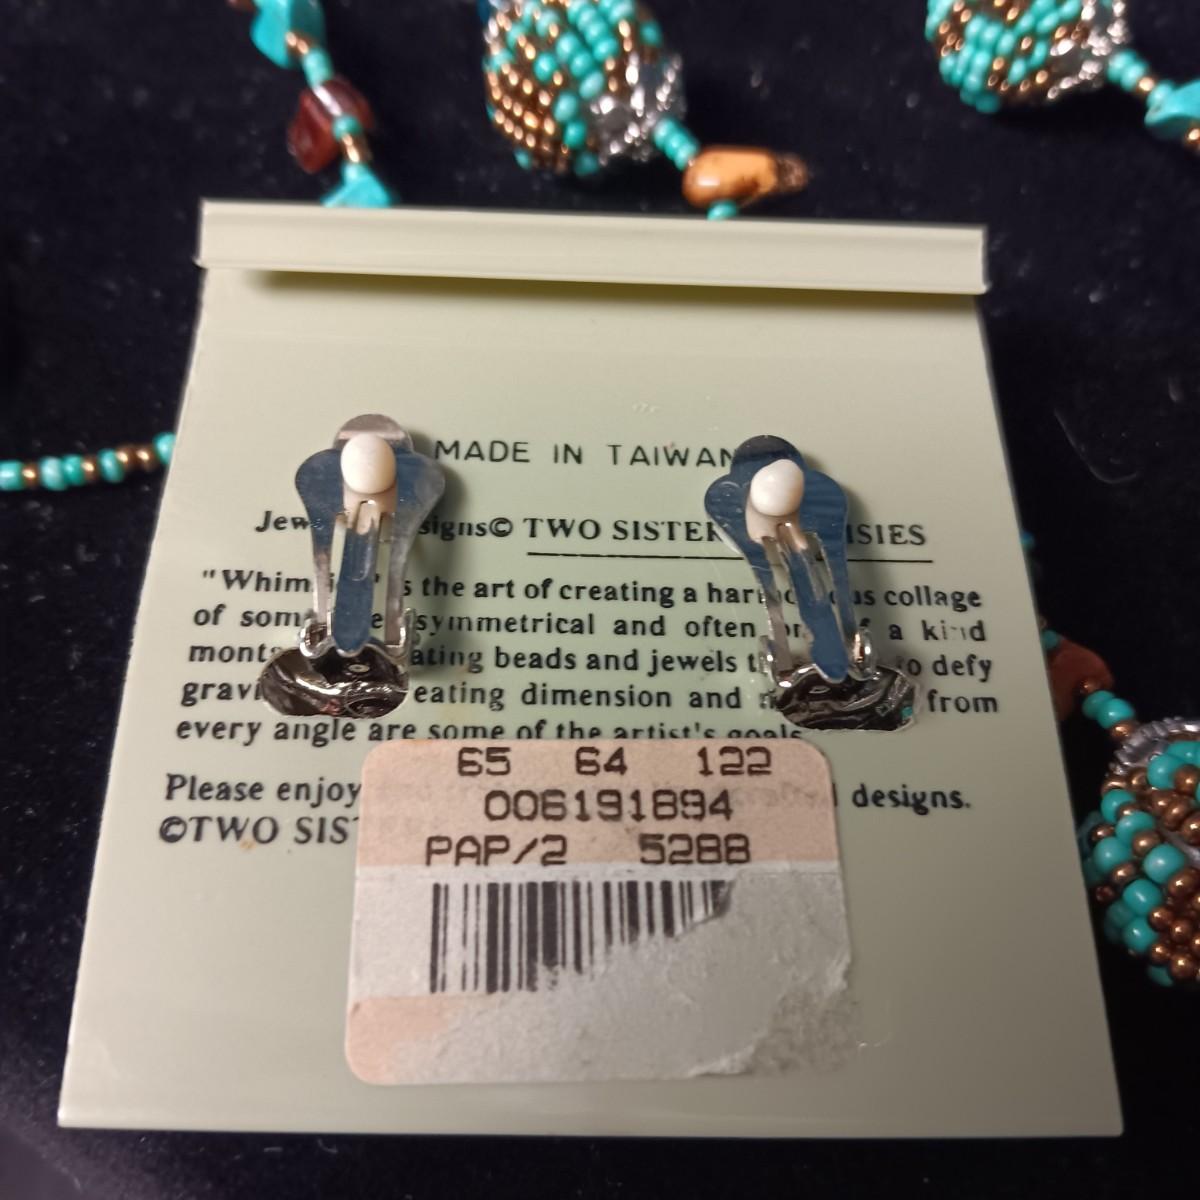 MADE IN TAIWAN
Jew signs© TWO SISTER ISIES
"Whim s the art of creating a har us collage
of som symmetrical and often of a kind
mont ating beads and jewels t to defy
gravi eating dimension and from
every angle are some of the artist's goals
Please enjoy designs.
©TWO SIS
65 64 122
006191894
PAP/2 5288